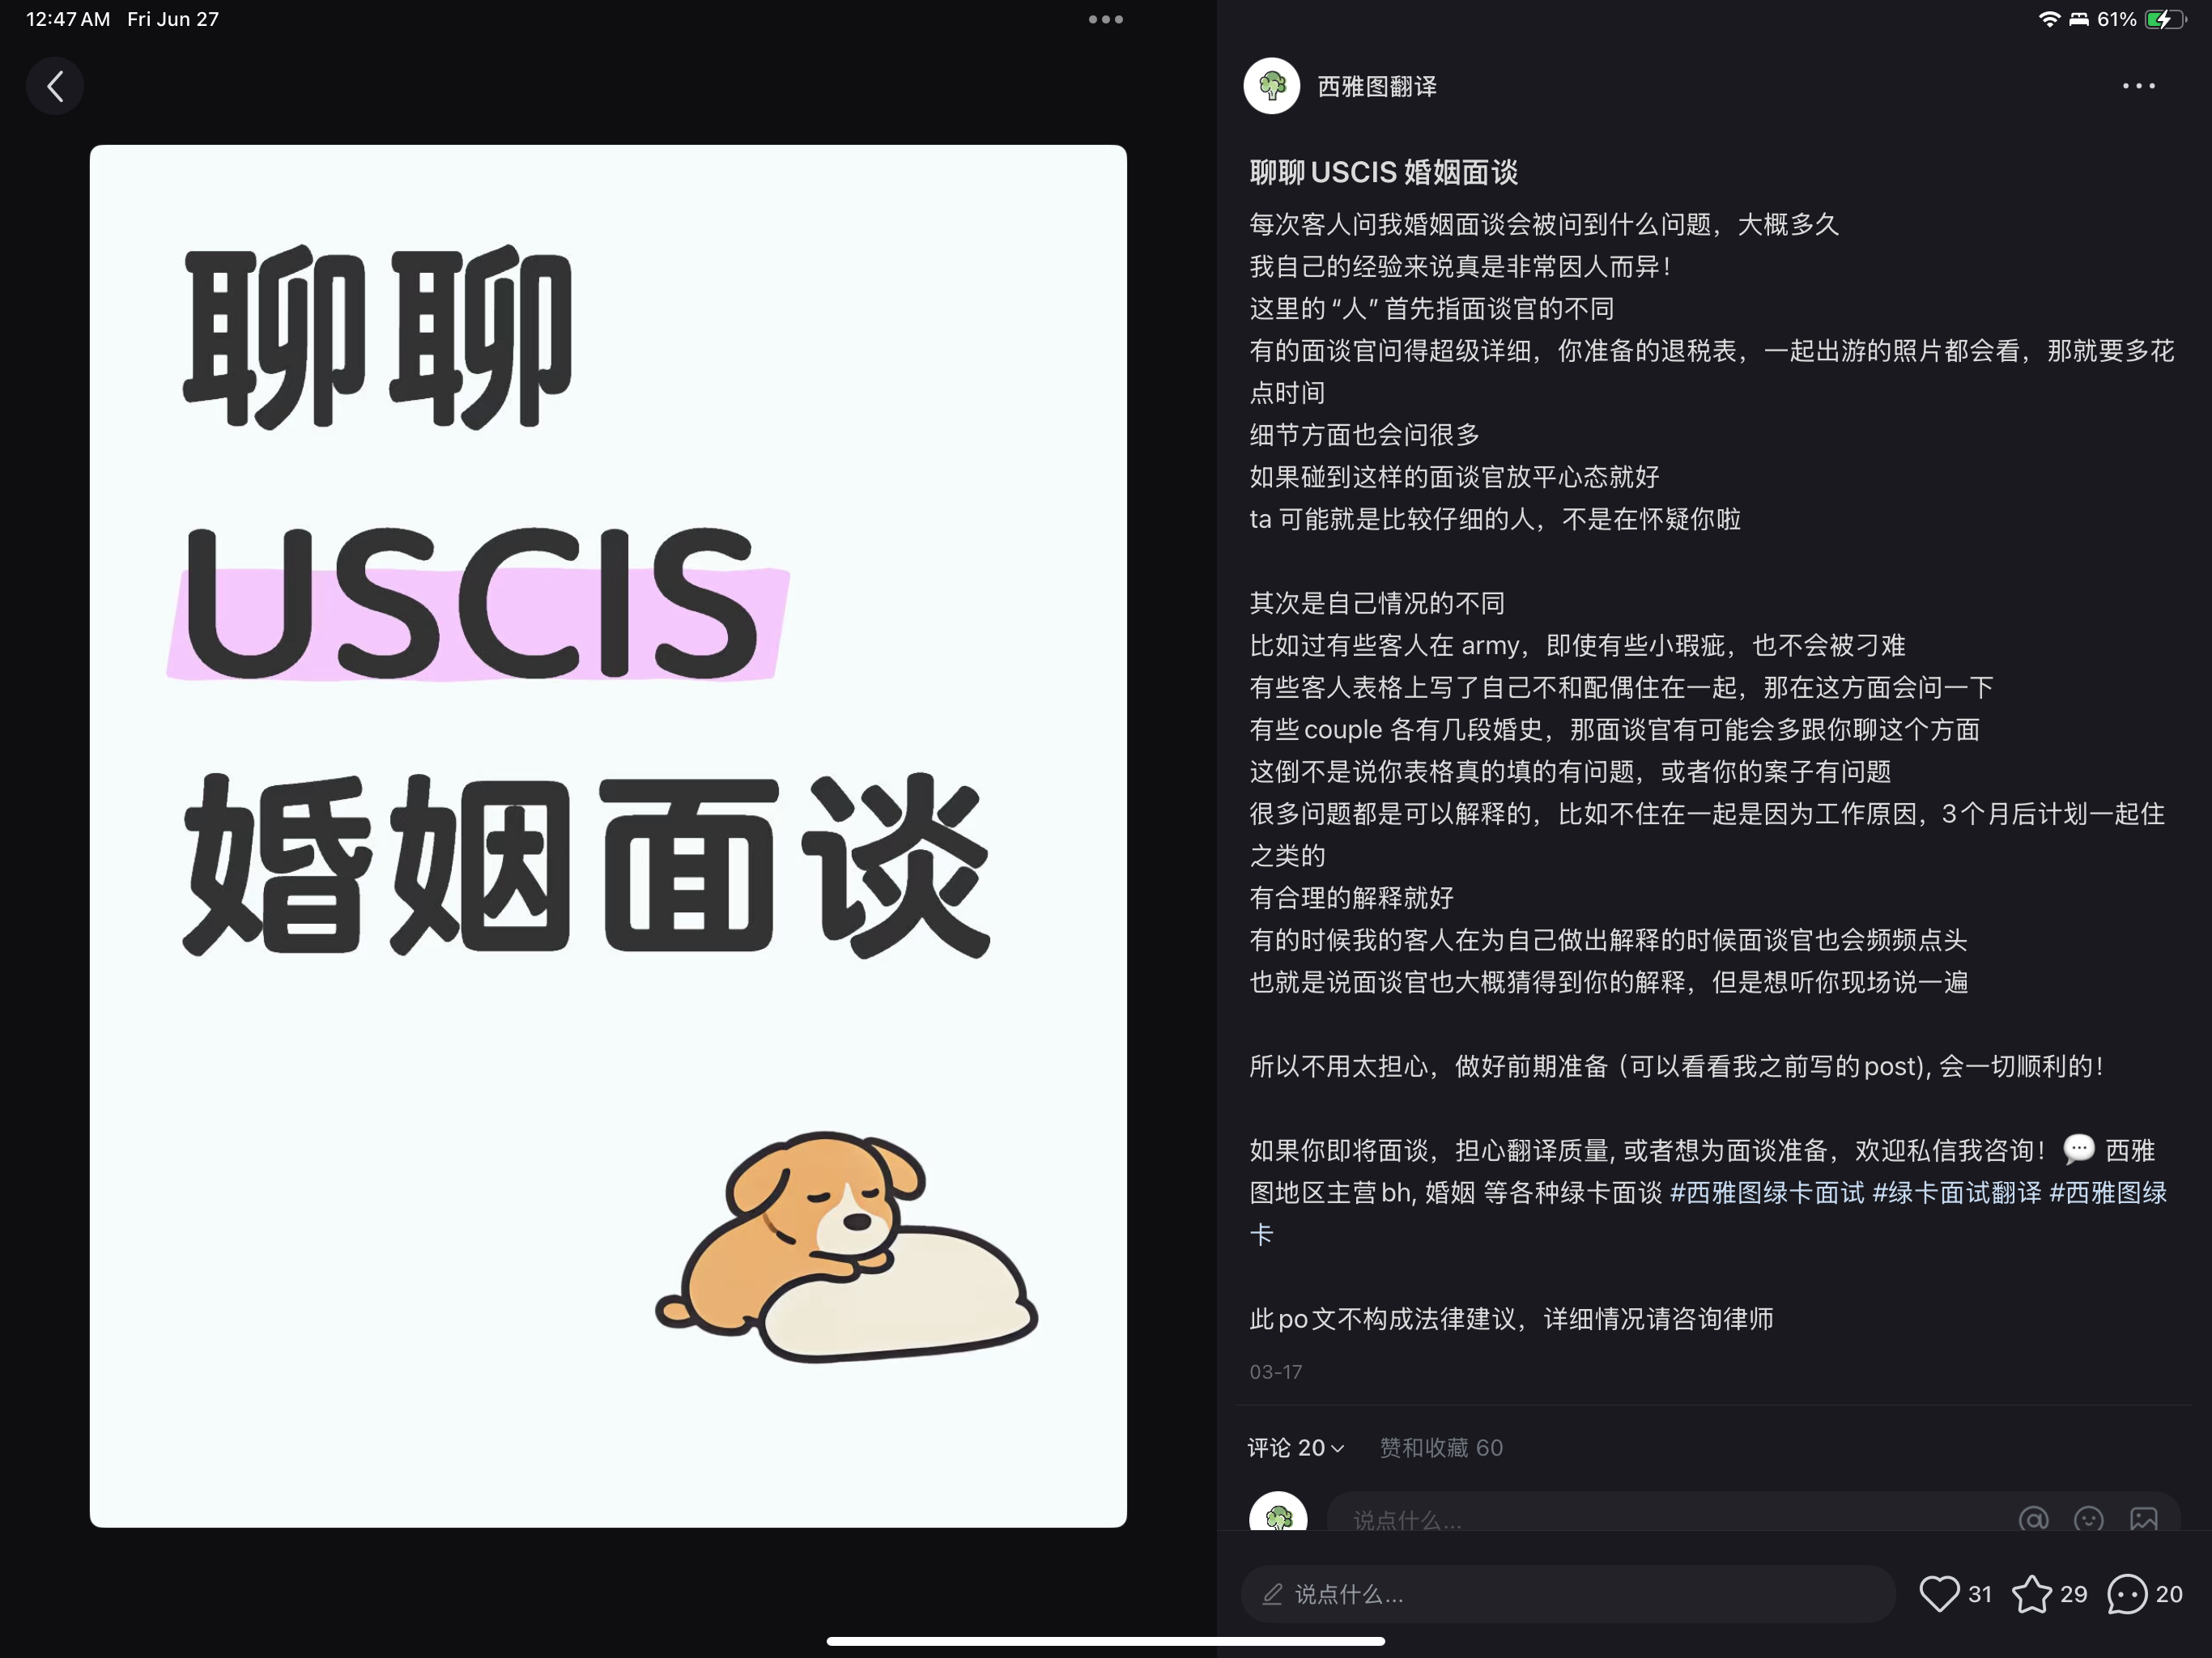 12:47 AM Fri Jun 27
61%
聊聊
USCIS
婚姻面谈
西雅图翻译
聊聊 USCIS 婚姻面谈
每次客人问我婚姻面谈会被问到什么问题，大概多久
我自己的经验来说真是非常因人而异！
这里的 “人” 首先指面谈官的不同
有的面谈官问得超级详细，你准备的退税表，一起出游的照片都会看，那就要多花
点时间
细节方面也会问很多
如果碰到这样的面谈官放平心态就好
ta 可能就是比较仔细的人，不是在怀疑你啦
其次是自己情况的不同
比如过有些客人在 army，即使有些小瑕疵，也不会被刁难
有些客人表格上写了自己不和配偶住在一起，那在这方面会问一下
有些 couple 各有几段婚史，那面谈官有可能会多跟你聊这个方面
这倒不是说你表格真的填的有问题，或者你的案子有问题
很多问题都是可以解释的，比如不住在一起是因为工作原因，3 个月后计划一起住
之类的
有合理的解释就好
有的时候我的客人在为自己做出解释的时候面谈官也会频频点头
也就是说面谈官也大概猜得到你的解释，但是想听你现场说一遍
所以不用太担心，做好前期准备（可以看看我之前写的 post), 会一切顺利的！
如果你即将面谈，担心翻译质量, 或者想为面谈准备，欢迎私信我咨询！💬 西雅
图地区主营 bh, 婚姻 等各种绿卡面谈 #西雅图绿卡面试 #绿卡面试翻译 #西雅图绿
卡
此 po 文不构成法律建议，详细情况请咨询律师
03-17
评论 20 赞和收藏 60
说点什么...
说点什么... 31 29 20